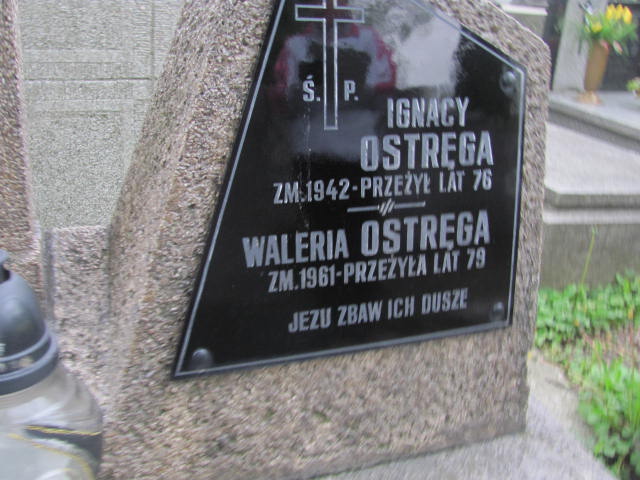 Ś. P.
IGNACY
OSTRĘGA
ZM.1942-PRZEŻYŁ LAT 76
WALERIA OSTRĘGA
ZM.1961-PRZEŻYŁA LAT 79
JEZU ZBAW ICH DUSZE